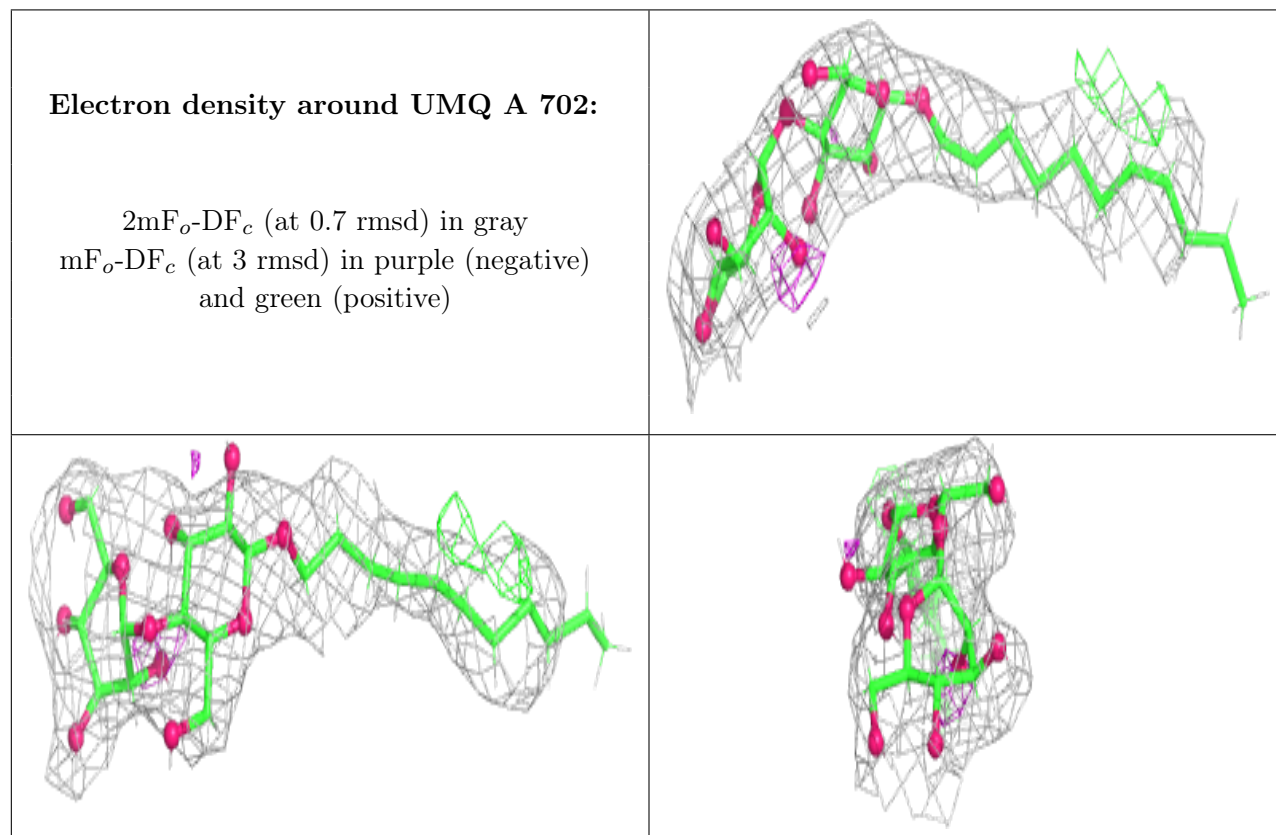 Electron density around UMQ A 702:
2mFₒ-DF𝒸 (at 0.7 rmsd) in gray
mFₒ-DF𝒸 (at 3 rmsd) in purple (negative)
and green (positive)